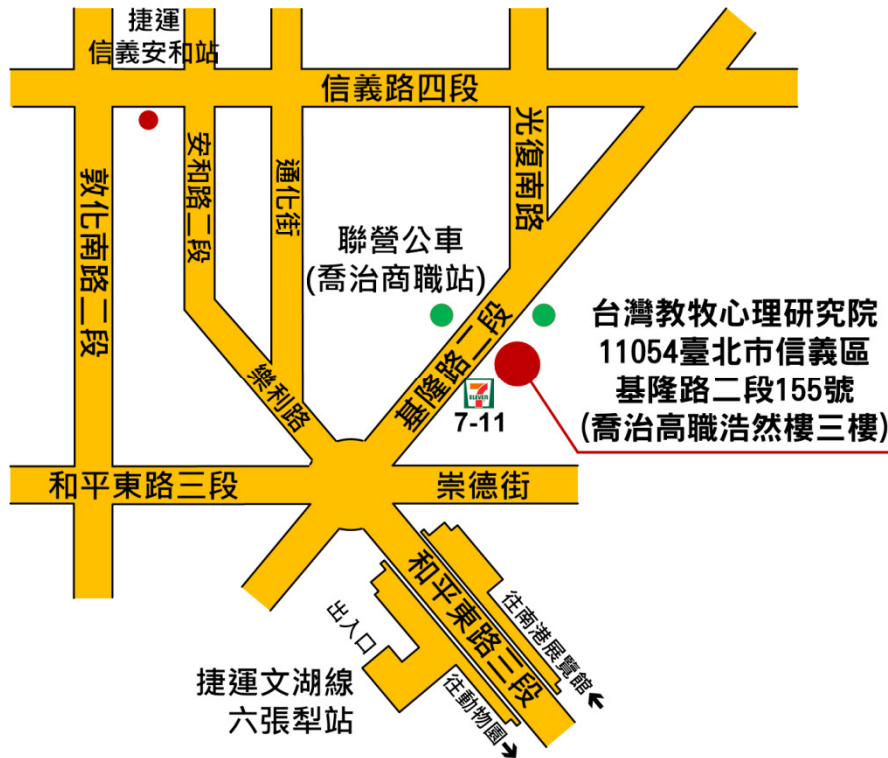 捷運
信義安和站
信義路四段
敦化南路二段
安和路二段
通化街
光復南路
聯營公車
(喬治商職站)
基隆路二段
樂利路
7
ELEVEN
7-11
台灣教牧心理研究院
11054臺北市信義區
基隆路二段155號
(喬治高職浩然樓三樓)
和平東路三段
崇德街
和平東路三段
往南港展覽館
出入口
往動物園
捷運文湖線
六張犁站